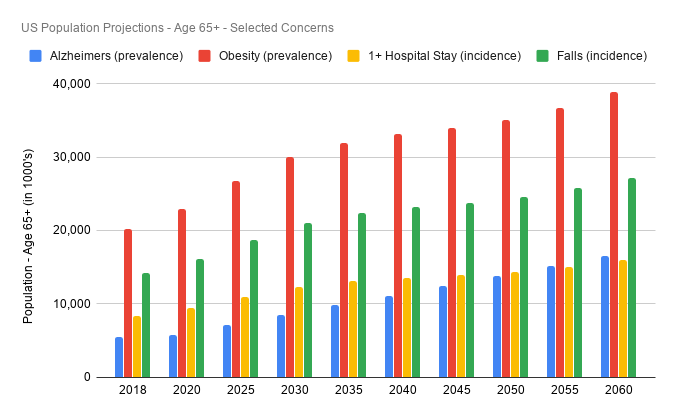 US Population Projections - Age 65+ - Selected Concerns
Alzheimers (prevalence) Obesity (prevalence) 1+ Hospital Stay (incidence) Falls (incidence)
Population - Age 65+ (in 1000's)
40,000
30,000
20,000
10,000
0
2018 2020 2025 2030 2035 2040 2045 2050 2055 2060